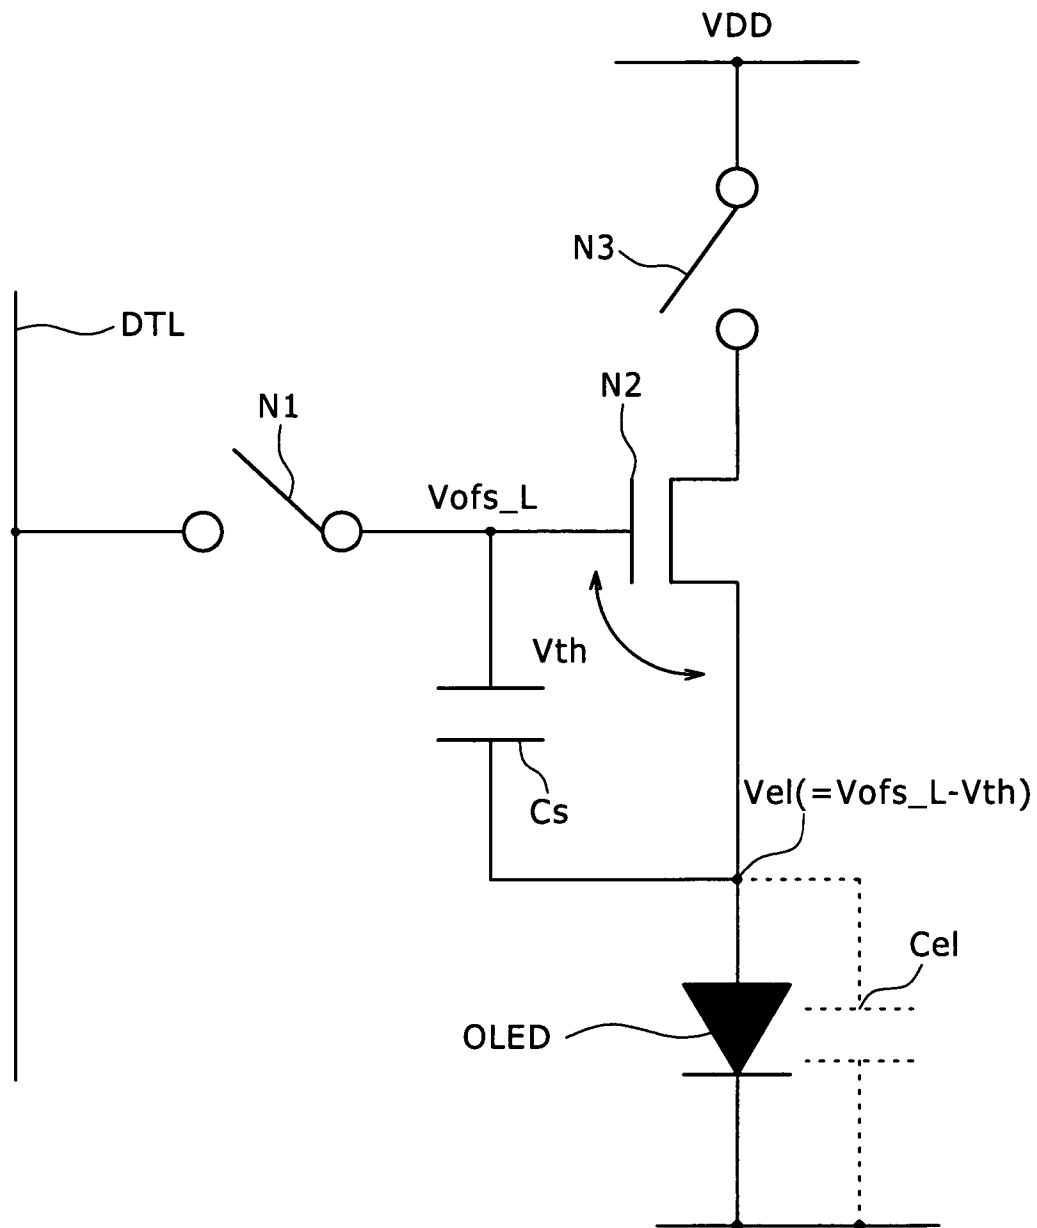 VDD
N3
DTL
N2
N1
Vofs_L
Vth
Vel(=Vofs_L-Vth)
Cs
Cel
OLED